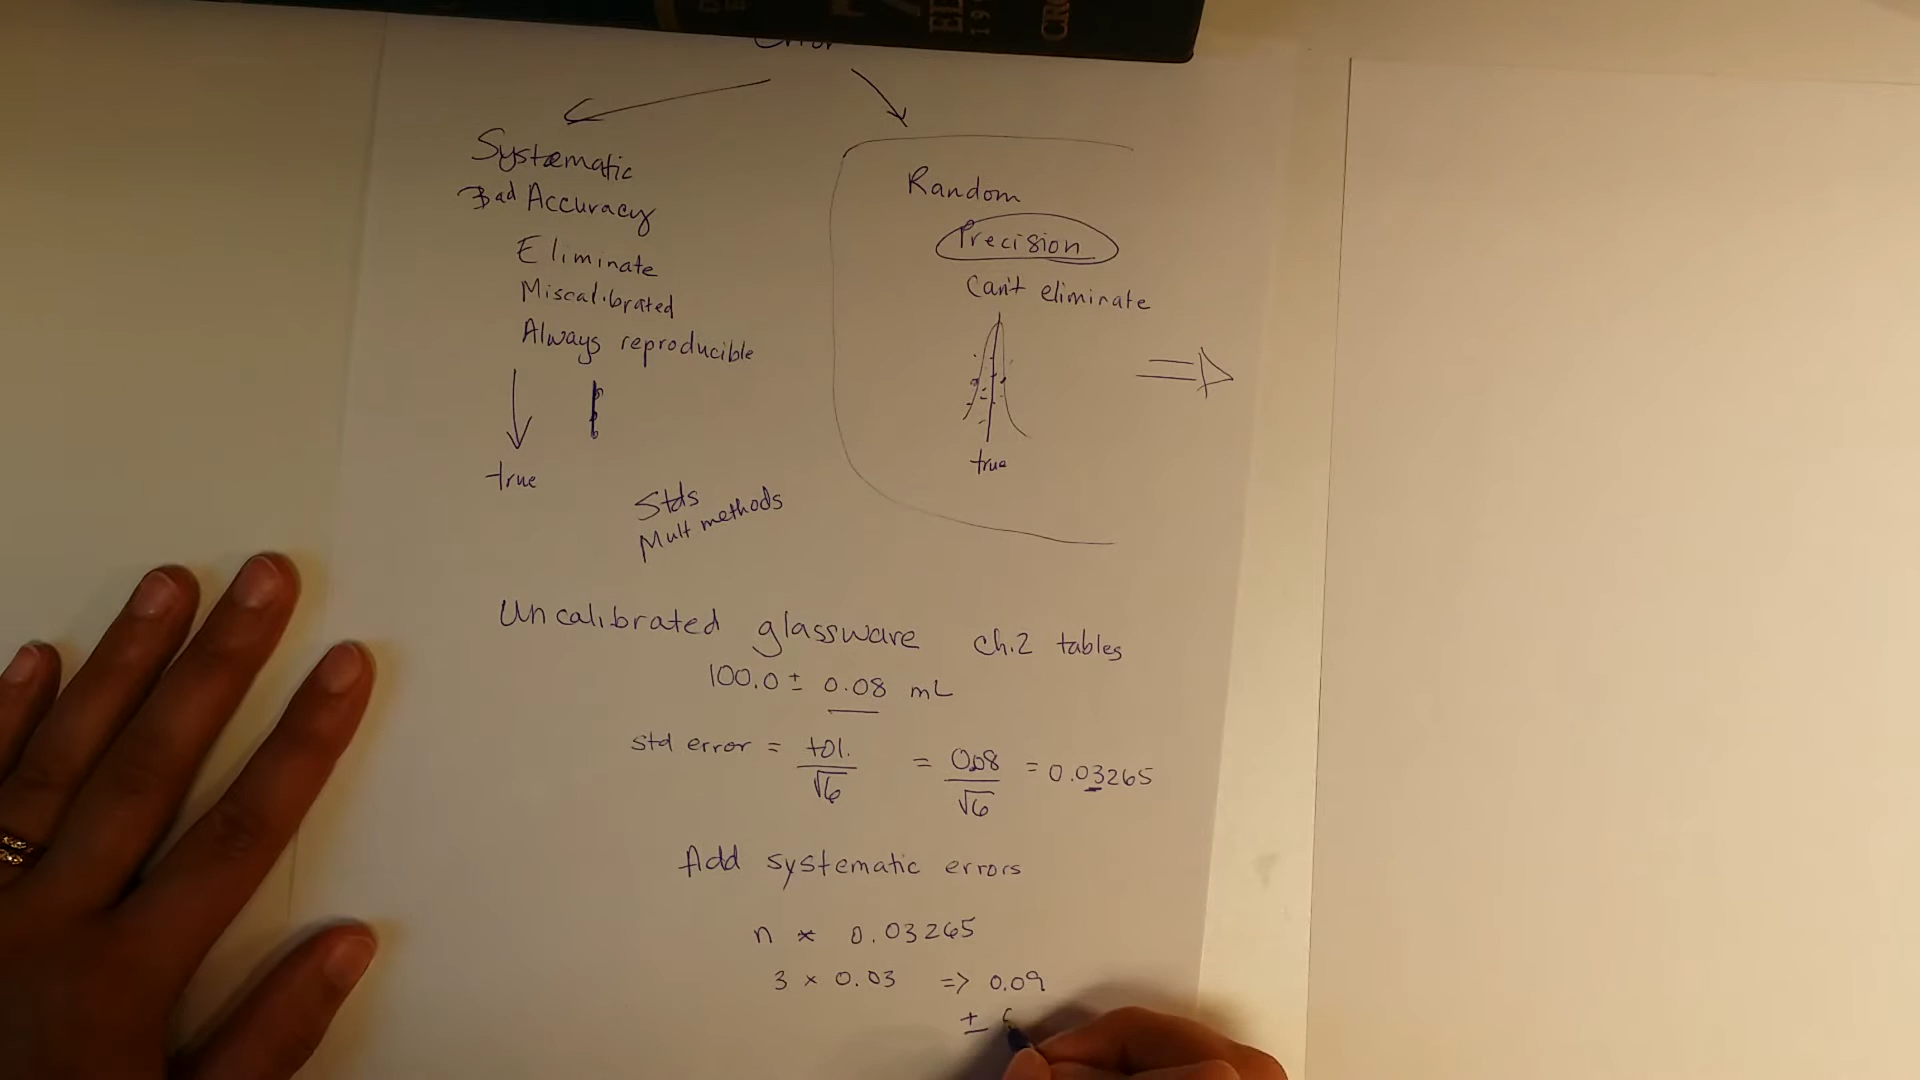 Error
Systematic
Bad Accuracy
Eliminate
Miscalibrated
Always reproducible
true
Stds
Mult methods
Random
Precision
Can't eliminate
true
Uncalibrated glassware ch.2 tables
100.0 ± 0.08 mL
std error = tol. / √6 = 0.08 / √6 = 0.03265
Add systematic errors
n * 0.03265
3 × 0.03 => 0.09
±